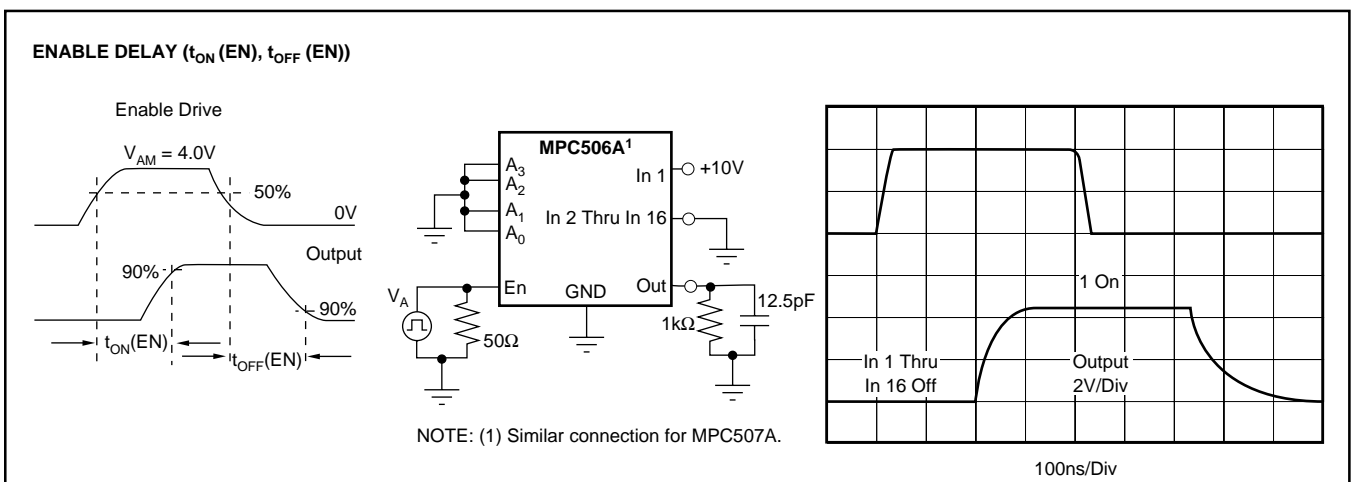 ENABLE DELAY (tON (EN), tOFF (EN))
Enable Drive
VAM = 4.0V
50%
0V
Output
90%
90%
tON(EN)
tOFF(EN)
MPC506A1
A3
A2
A1
A0
In 1
+10V
In 2 Thru In 16
En
GND
Out
VA
50Ω
1kΩ
12.5pF
NOTE: (1) Similar connection for MPC507A.
1 On
In 1 Thru
In 16 Off
Output
2V/Div
100ns/Div